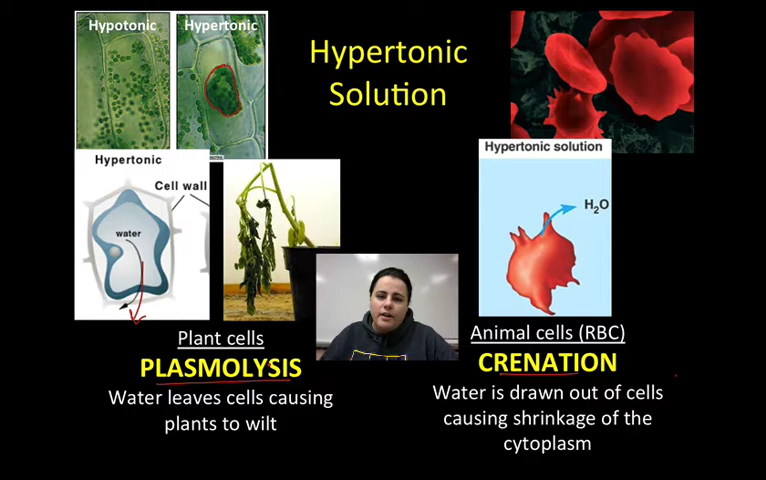 Hypotonic
Hypertonic
Hypertonic
Solution
Hypertonic
Cell wall
water
Hypertonic solution
H₂O
Plant cells
PLASMOLYSIS
Water leaves cells causing
plants to wilt
Animal cells (RBC)
CRENATION
Water is drawn out of cells
causing shrinkage of the
cytoplasm